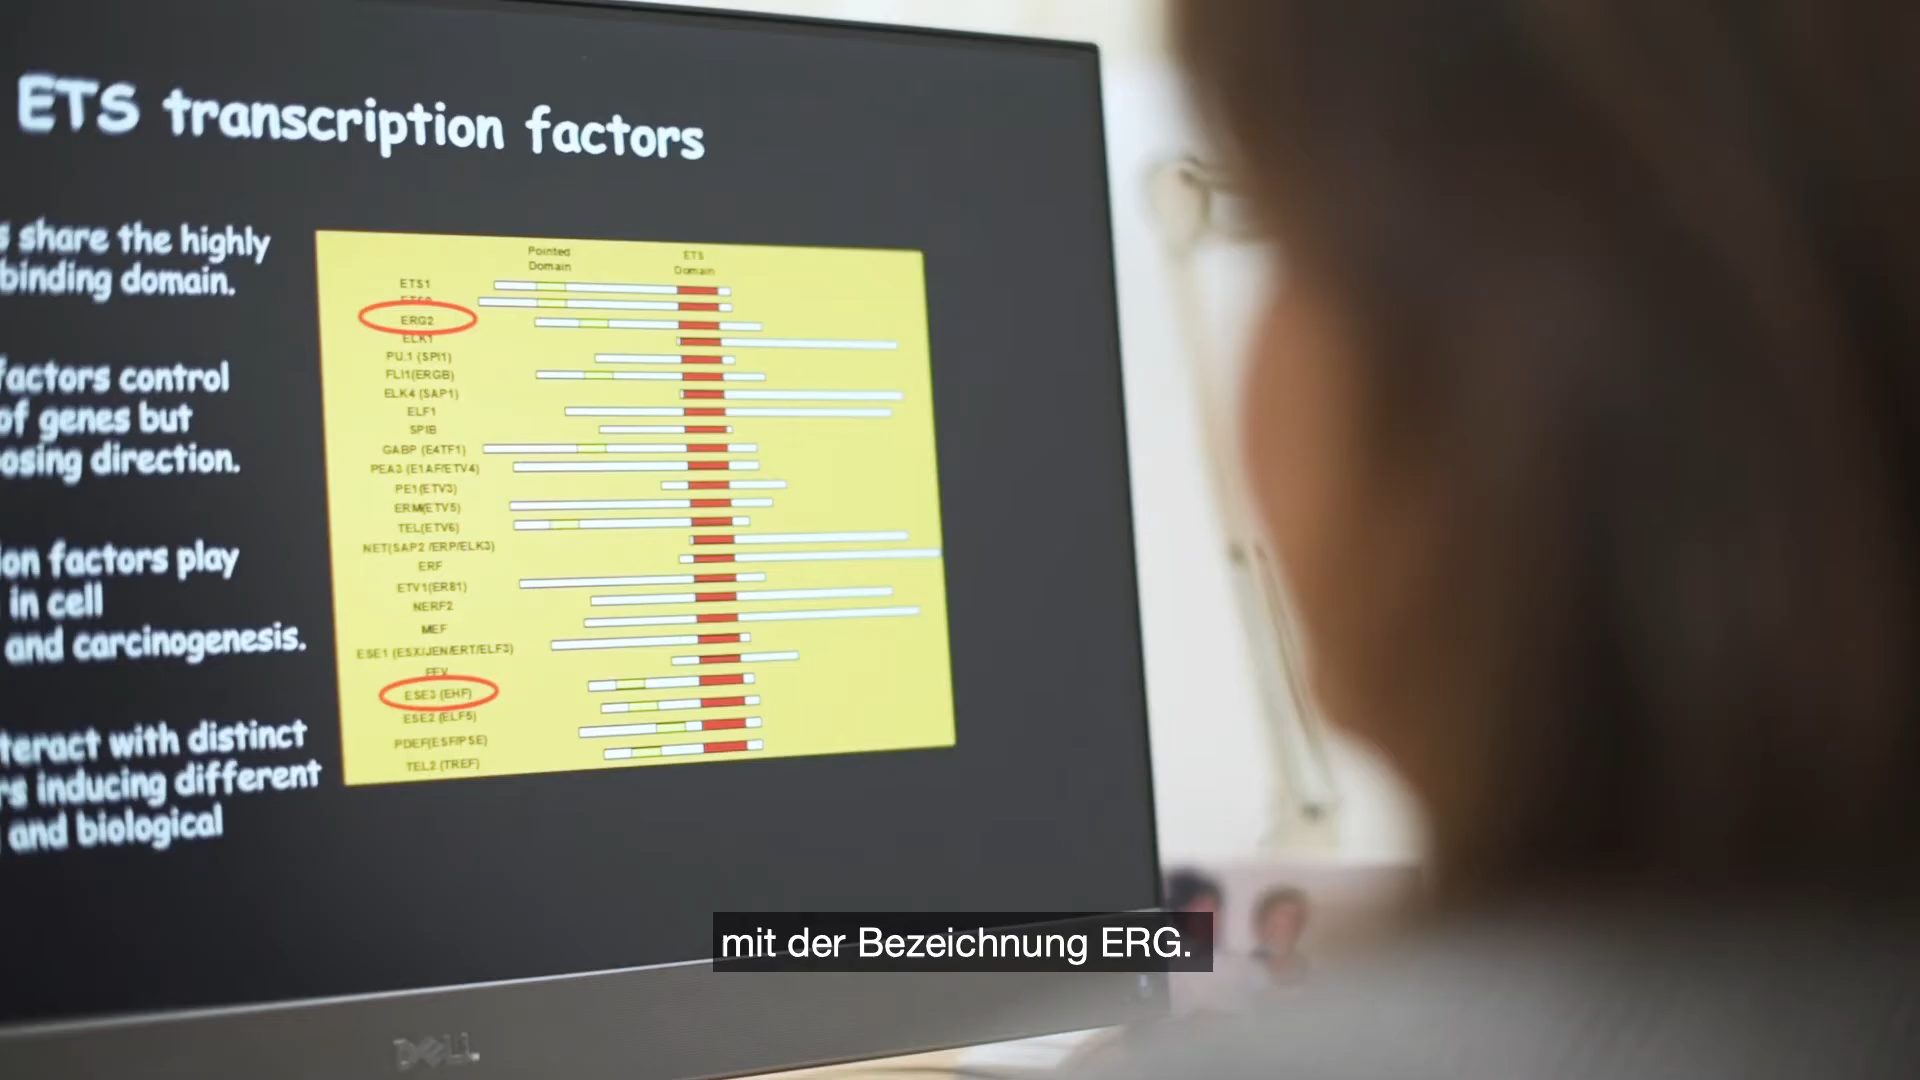 ETS transcription factors
s share the highly
binding domain.
factors control
of genes but
osing direction.
ion factors play
in cell
and carcinogenesis.
teract with distinct
rs inducing different
and biological
Pointed
Domain
ETS
Domain
ETS1
ETS2
ERG2
ELK1
PU.1 (SPI1)
FLI1(ERGB)
ELK4 (SAP1)
ELF1
SPIB
GABP (E4TF1)
PEA3 (E1AF/ETV4)
PE1(ETV3)
ERM(ETV5)
TEL(ETV6)
NET(SAP2 /ERP/ELK3)
ERF
ETV1(ER81)
NERF2
MEF
ESE1 (ESX/JEN/ERT/ELF3)
FEV
ESE3 (EHF)
ESE2 (ELF5)
PDEF(ESF/PSE)
TEL2 (TREF)
mit der Bezeichnung ERG.
DELL